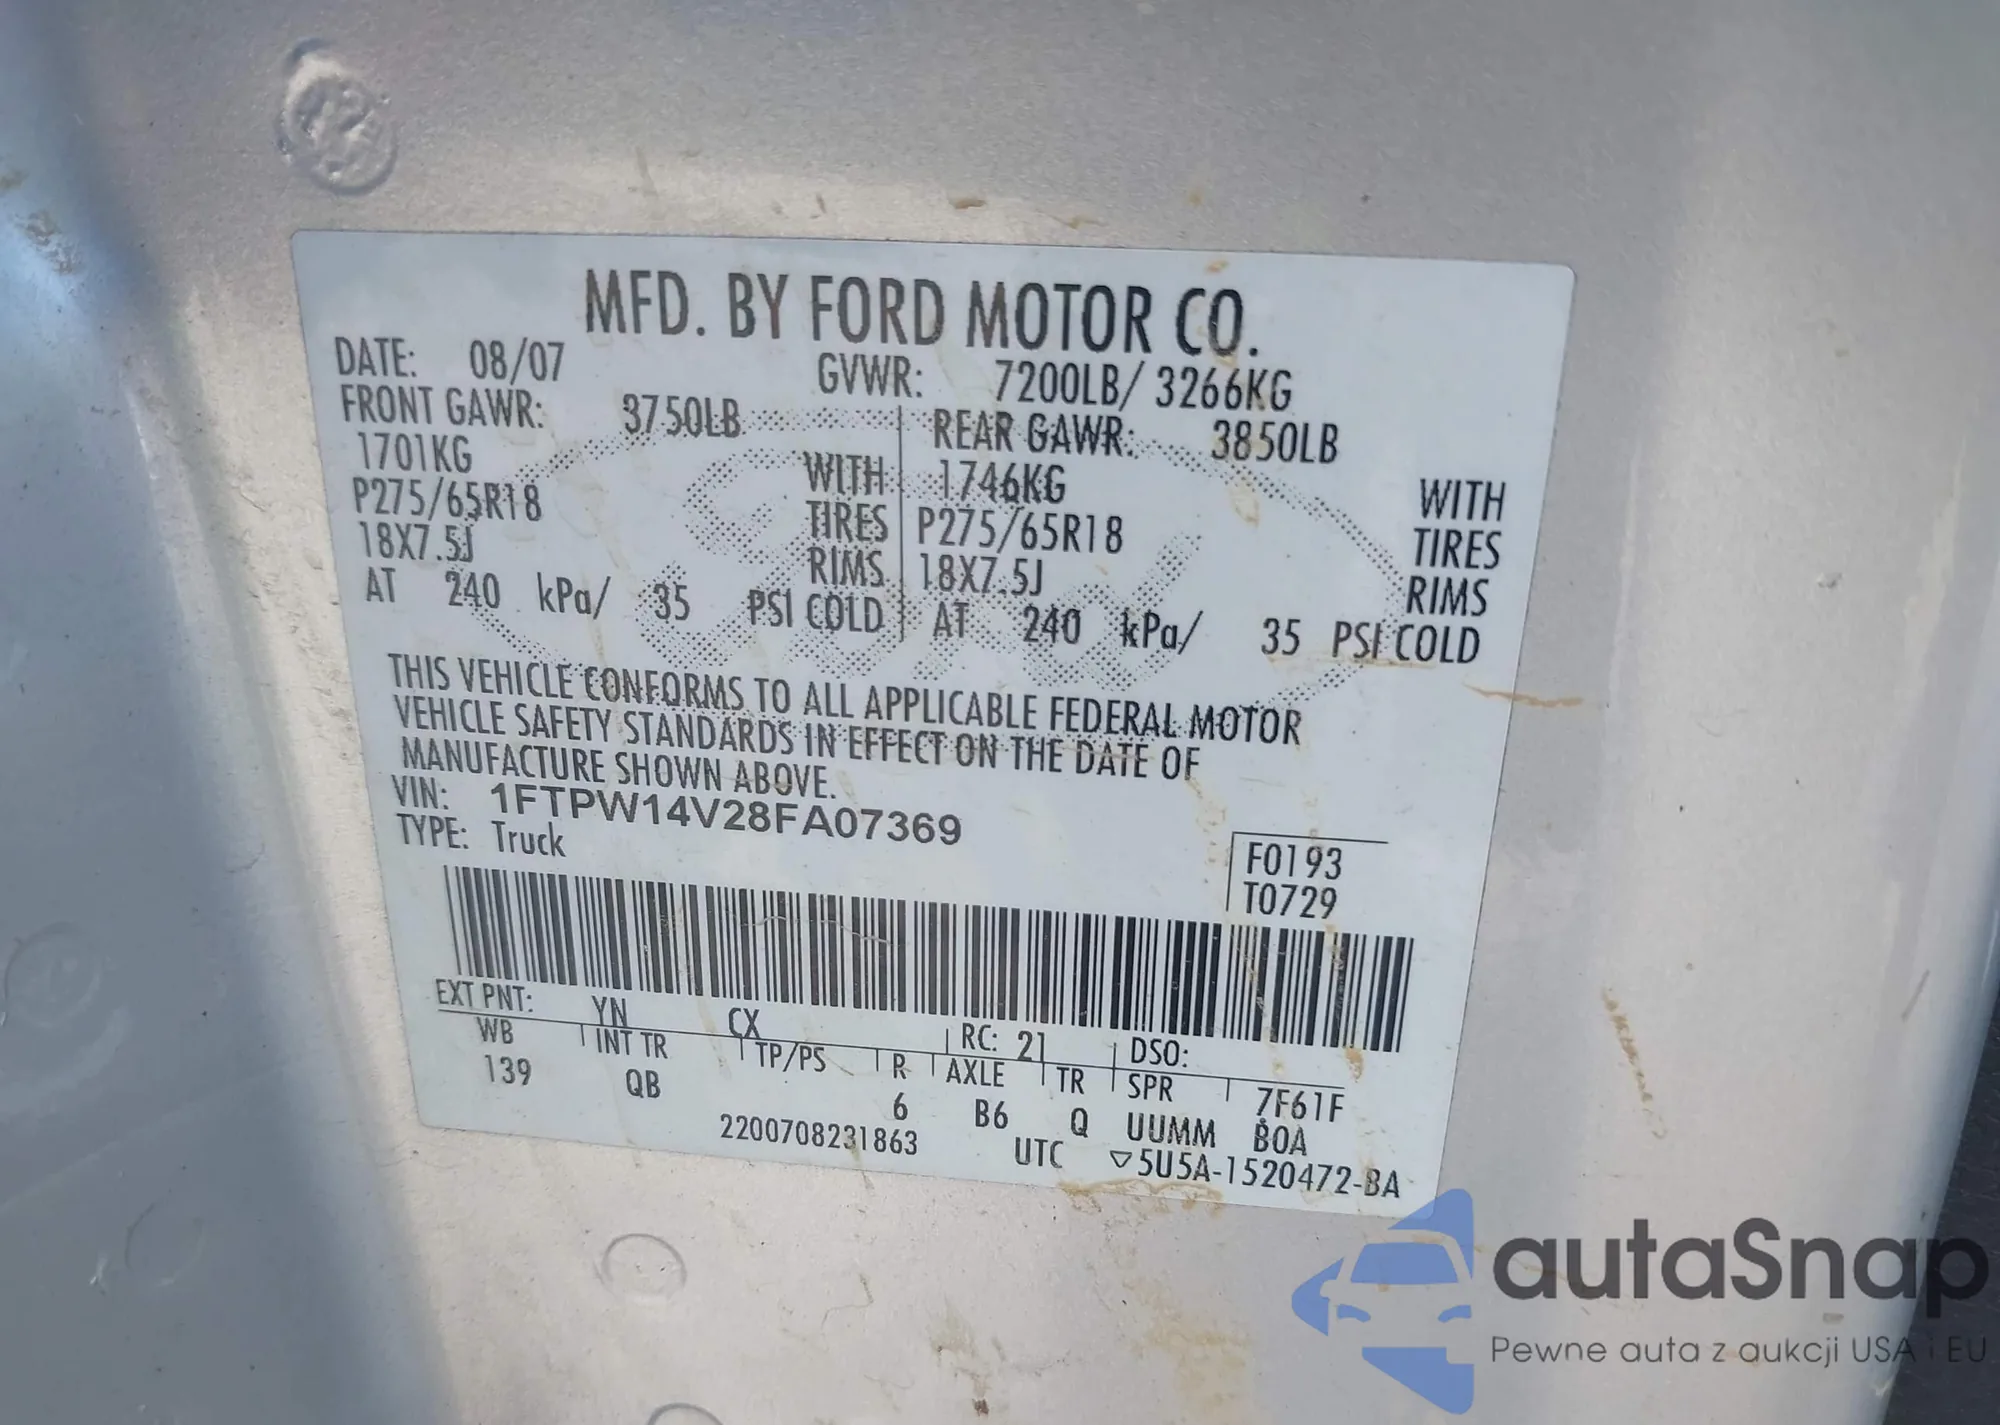 MFD. BY FORD MOTOR CO.
DATE: 08/07 GVWR: 7200LB/ 3266KG
FRONT GAWR: 3750LB REAR GAWR: 3850LB
1701KG WITH 1746KG WITH
P275/65R18 TIRES P275/65R18 TIRES
18X7.5J RIMS 18X7.5J RIMS
AT 240 kPa/ 35 PSI COLD AT 240 kPa/ 35 PSI COLD
THIS VEHICLE CONFORMS TO ALL APPLICABLE FEDERAL MOTOR
VEHICLE SAFETY STANDARDS IN EFFECT ON THE DATE OF
MANUFACTURE SHOWN ABOVE.
VIN: 1FTPW14V28FA07369
TYPE: Truck
F0193
T0729
EXT PNT: YN CX RC: 21 DSO:
WB INT TR TP/PS R AXLE TR SPR 7F61F
139 QB 6 B6 Q UUMM BOA
2200708231863 UTC ▽5U5A-1520472-BA
autaSnap
Pewne auta z aukcji USA i EU